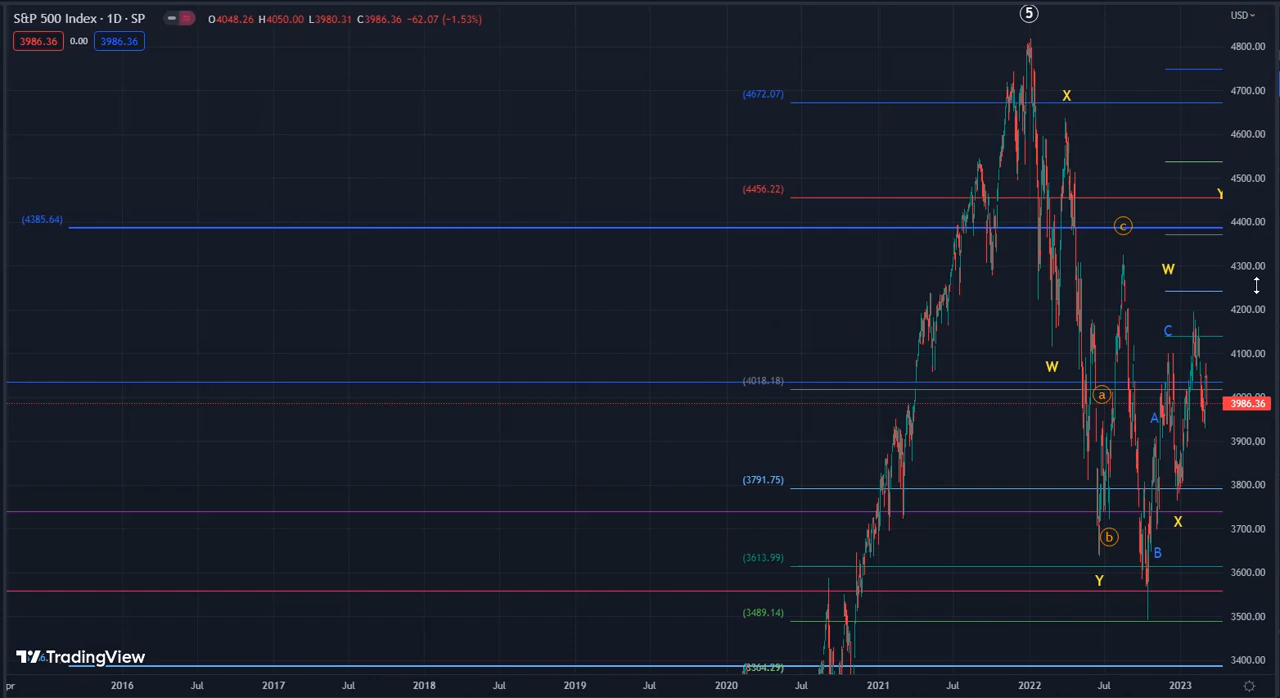 S&P 500 Index · 1D · SP
O4048.26 H4050.00 L3980.31 C3986.36 -62.07 (-1.53%)
USD
3986.36 0.00 3986.36
5
4800.00
(4672.07)
X
4700.00
4600.00
4500.00
(4456.22)
Y
(4385.64)
c
4400.00
W
4300.00
4200.00
C
4100.00
W
(4018.18)
a
3986.36
A
3900.00
(3791.75)
3800.00
X
3700.00
b
B
(3613.99)
Y
3600.00
(3489.14)
3500.00
TradingView
(3364.29)
3400.00
pr 2016 Jul 2017 Jul 2018 Jul 2019 Jul 2020 Jul 2021 Jul 2022 Jul 2023